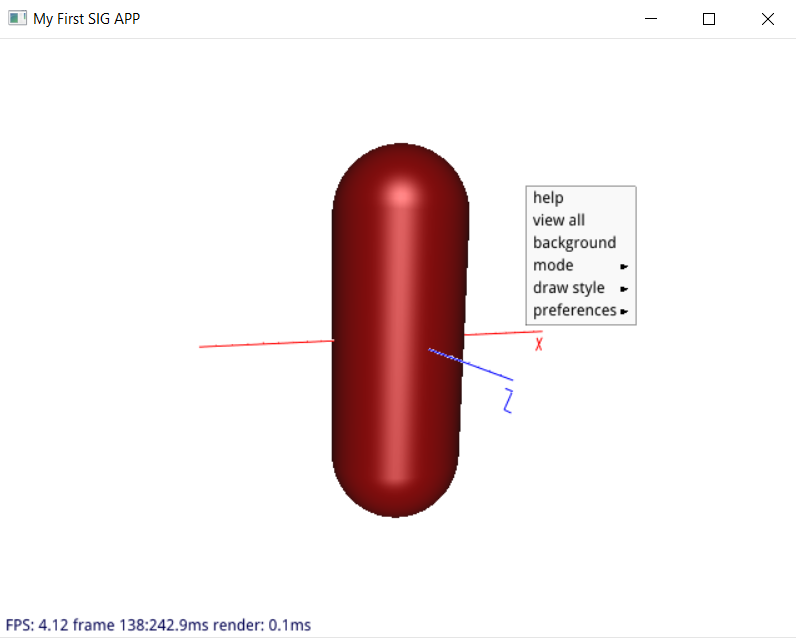 My First SIG APP
help
view all
background
mode
draw style
preferences
X
Z
FPS: 4.12 frame 138:242.9ms render: 0.1ms